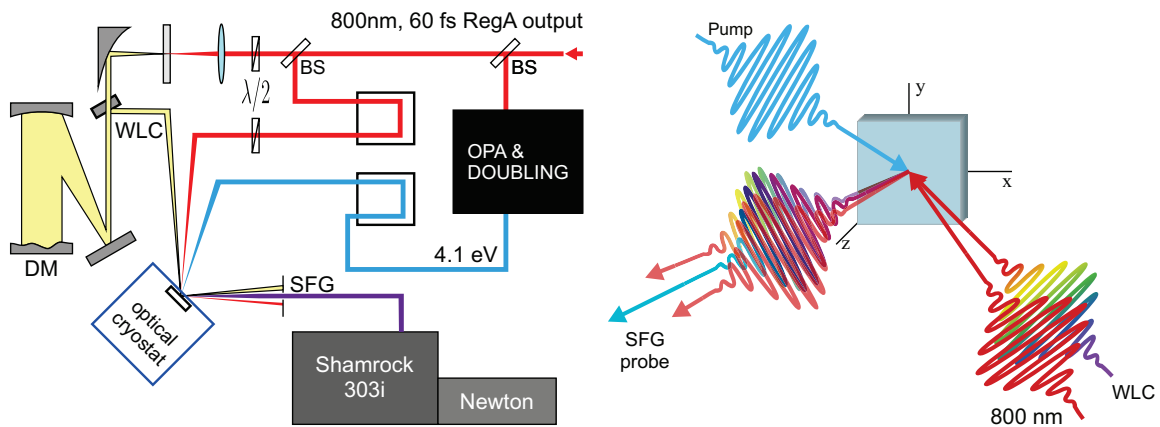 800nm, 60 fs RegA output
BS
BS
λ/2
WLC
OPA &
DOUBLING
DM
4.1 eV
SFG
optical
cryostat
Shamrock
303i
Newton
Pump
y
x
z
SFG
probe
WLC
800 nm